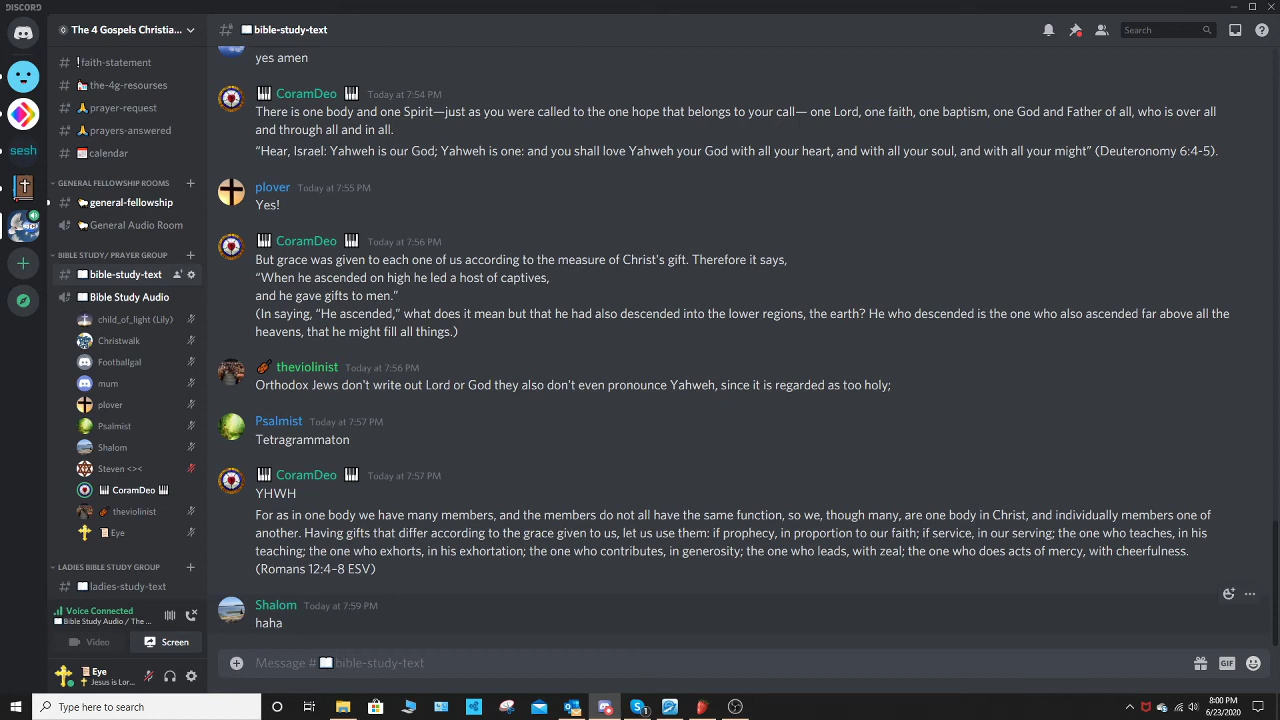 DISCORD
The 4 Gospels Christia...
bible-study-text
Search
!faith-statement
the-4g-resourses
prayer-request
prayers-answered
calendar
GENERAL FELLOWSHIP ROOMS
general-fellowship
General Audio Room
BIBLE STUDY/ PRAYER GROUP
bible-study-text
Bible Study Audio
child_of_light (Lily)
Christwalk
Footballgal
mum
plover
Psalmist
Shalom
Steven <><
CoramDeo
theviolinist
Eye
LADIES BIBLE STUDY GROUP
ladies-study-text
Voice Connected
Bible Study Audio / The ...
Video
Screen
Eye
Jesus is Lor...
sesh
yes amen
CoramDeo Today at 7:54 PM
There is one body and one Spirit—just as you were called to the one hope that belongs to your call— one Lord, one faith, one baptism, one God and Father of all, who is over all
and through all and in all.
“Hear, Israel: Yahweh is our God; Yahweh is one: and you shall love Yahweh your God with all your heart, and with all your soul, and with all your might” (Deuteronomy 6:4-5).
plover Today at 7:55 PM
Yes!
CoramDeo Today at 7:56 PM
But grace was given to each one of us according to the measure of Christ's gift. Therefore it says,
“When he ascended on high he led a host of captives,
and he gave gifts to men.”
(In saying, “He ascended,” what does it mean but that he had also descended into the lower regions, the earth? He who descended is the one who also ascended far above all the
heavens, that he might fill all things.)
theviolinist Today at 7:56 PM
Orthodox Jews don't write out Lord or God they also don't even pronounce Yahweh, since it is regarded as too holy;
Psalmist Today at 7:57 PM
Tetragrammaton
CoramDeo Today at 7:57 PM
YHWH
For as in one body we have many members, and the members do not all have the same function, so we, though many, are one body in Christ, and individually members one of
another. Having gifts that differ according to the grace given to us, let us use them: if prophecy, in proportion to our faith; if service, in our serving; the one who teaches, in his
teaching; the one who exhorts, in his exhortation; the one who contributes, in generosity; the one who leads, with zeal; the one who does acts of mercy, with cheerfulness.
(Romans 12:4–8 ESV)
Shalom Today at 7:59 PM
haha
Message # bible-study-text
GIF
Type here to search
8:00 PM
6/23/2020